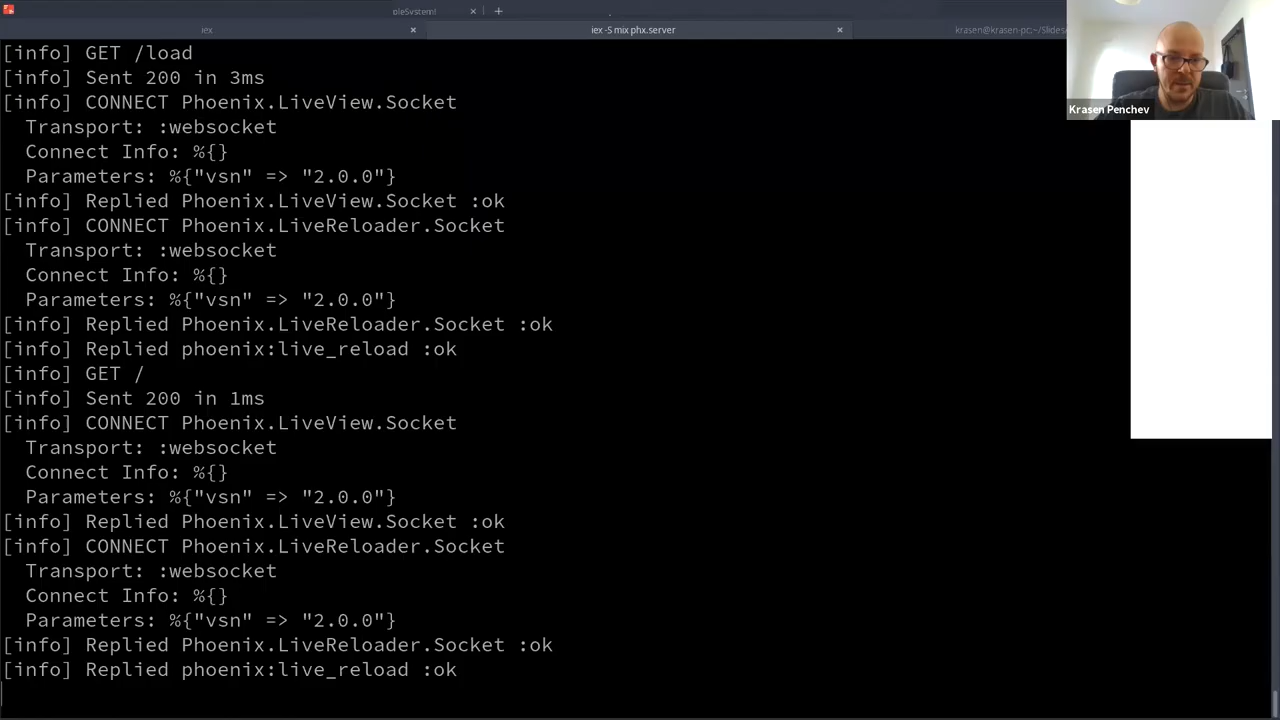 pleSystem!
iex
iex -S mix phx.server
krasen@krasen-pc:~/Slides
Krasen Penchev
[info] GET /load
[info] Sent 200 in 3ms
[info] CONNECT Phoenix.LiveView.Socket
Transport: :websocket
Connect Info: %{}
Parameters: %{"vsn" => "2.0.0"}
[info] Replied Phoenix.LiveView.Socket :ok
[info] CONNECT Phoenix.LiveReloader.Socket
Transport: :websocket
Connect Info: %{}
Parameters: %{"vsn" => "2.0.0"}
[info] Replied Phoenix.LiveReloader.Socket :ok
[info] Replied phoenix:live_reload :ok
[info] GET /
[info] Sent 200 in 1ms
[info] CONNECT Phoenix.LiveView.Socket
Transport: :websocket
Connect Info: %{}
Parameters: %{"vsn" => "2.0.0"}
[info] Replied Phoenix.LiveView.Socket :ok
[info] CONNECT Phoenix.LiveReloader.Socket
Transport: :websocket
Connect Info: %{}
Parameters: %{"vsn" => "2.0.0"}
[info] Replied Phoenix.LiveReloader.Socket :ok
[info] Replied phoenix:live_reload :ok